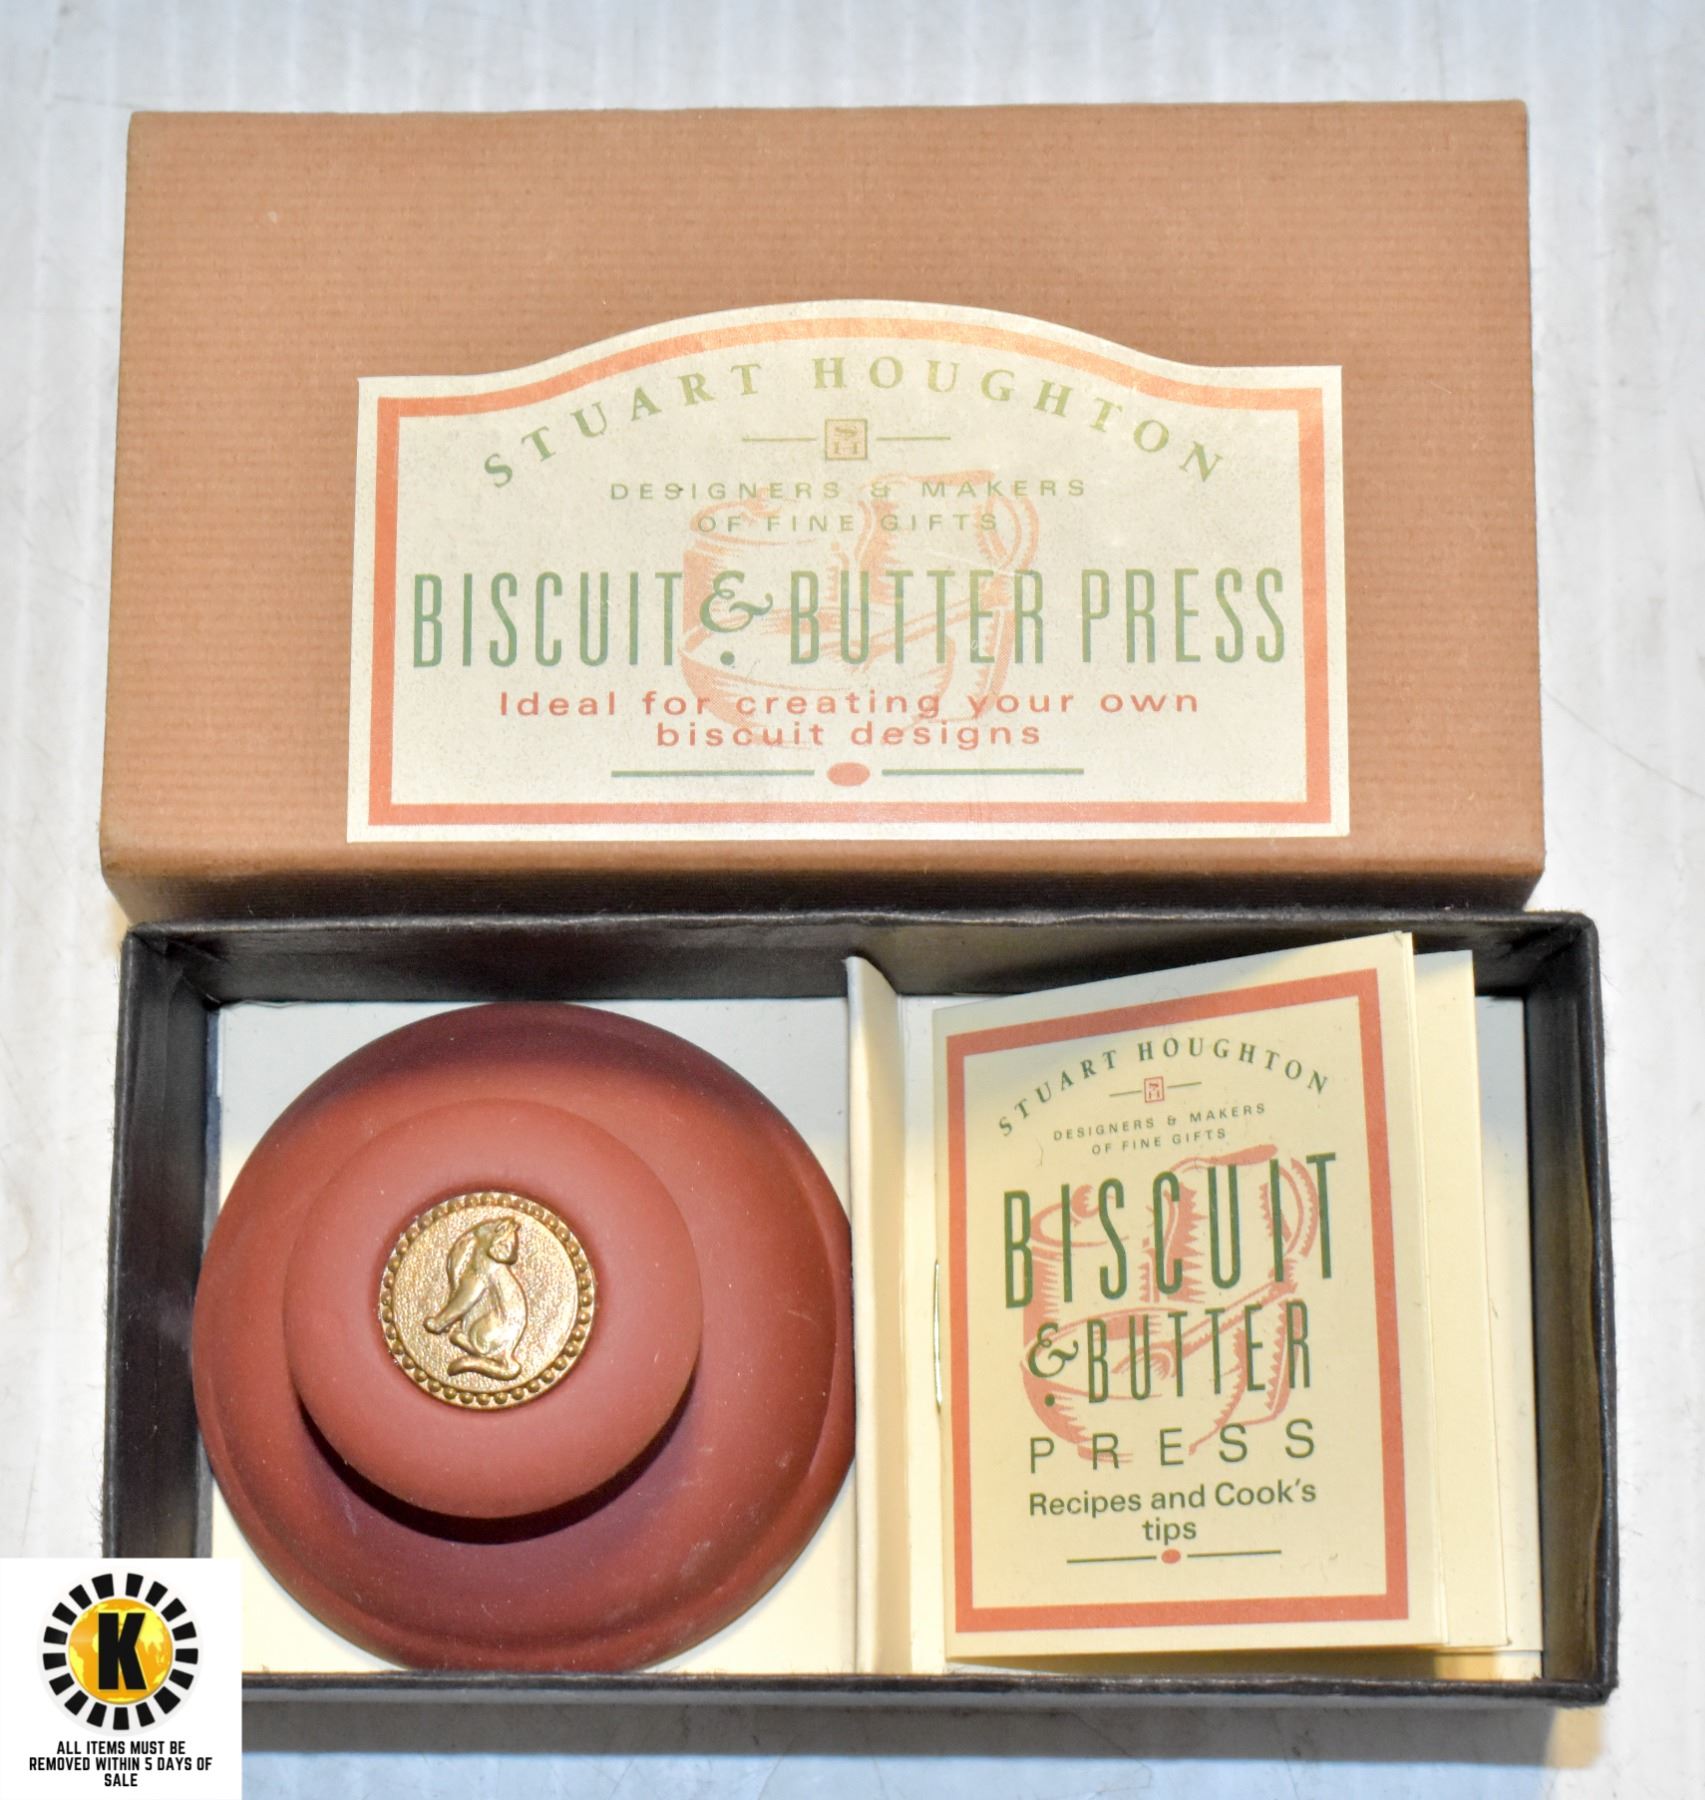 STUART HOUGHTON
SH
DESIGNERS & MAKERS
OF FINE GIFTS
BISCUIT & BUTTER PRESS
Ideal for creating your own
biscuit designs
STUART HOUGHTON
SH
DESIGNERS & MAKERS
OF FINE GIFTS
BISCUIT
& BUTTER
PRESS
Recipes and Cook's
tips
K
ALL ITEMS MUST BE
REMOVED WITHIN 5 DAYS OF
SALE